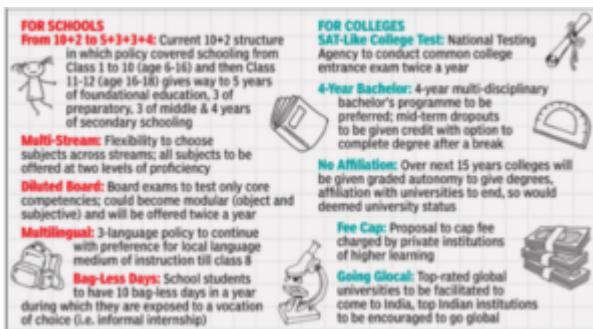 FOR SCHOOLS
From 10+2 to 5+3+3+4: Current 10+2 structure
in which policy covered schooling from
Class 1 to 10 (age 6-16) and then Class
11-12 (age 16-18) gives way to 5 years
of foundational education, 3 of
preparatory, 3 of middle & 4 years
of secondary schooling
Multi-Stream: Flexibility to choose
subjects across streams; all subjects to be
offered at two levels of proficiency
Diluted Board: Board exams to test only core
competencies; could become modular (object and
subjective) and will be offered twice a year
Multilingual: 3-language policy to continue
with preference for local language
medium of instruction till class 8
Bag-Less Days: School students
to have 10 bag-less days in a year
during which they are exposed to a vocation
of choice (i.e. informal internship)
FOR COLLEGES
SAT-Like College Test: National Testing
Agency to conduct common college
entrance exam twice a year
4-Year Bachelor: 4-year multi-disciplinary
bachelor's programme to be
preferred; mid-term dropouts
to be given credit with option to
complete degree after a break
No Affiliation: Over next 15 years colleges will
be given graded autonomy to give degrees,
affiliation with universities to end, so would
deemed university status
Fee Cap: Proposal to cap fee
charged by private institutions
of higher learning
Going Glocal: Top-rated global
universities to be facilitated to
come to India, top Indian institutions
to be encouraged to go global